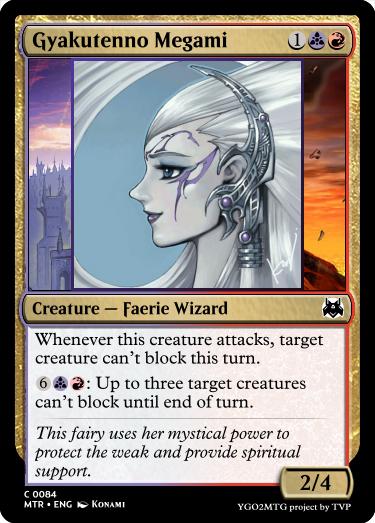 Gyakutenno Megami 1
Creature — Faerie Wizard
Whenever this creature attacks, target
creature can't block this turn.
6: Up to three target creatures
can't block until end of turn.
This fairy uses her mystical power to
protect the weak and provide spiritual
support.
2/4
C 0084
MTR • ENG Konami
YGO2MTG project by TVP